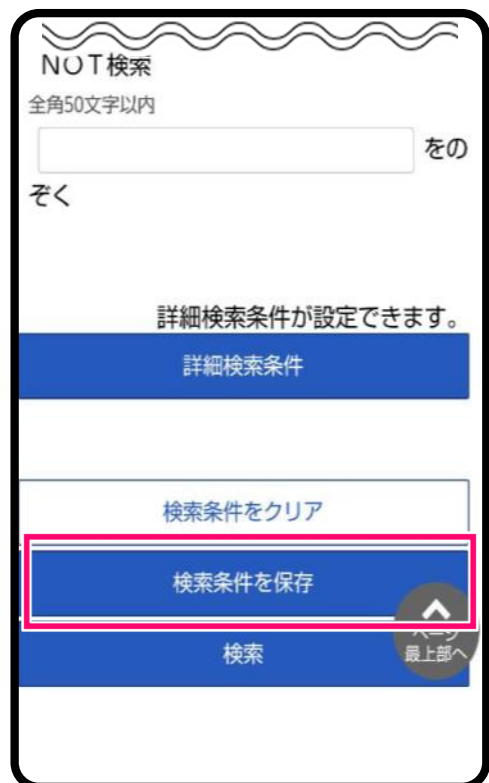 NOT検索
全角50文字以内
をの
ぞく
詳細検索条件が設定できます。
詳細検索条件
検索条件をクリア
検索条件を保存
ページ
最上部へ
検索